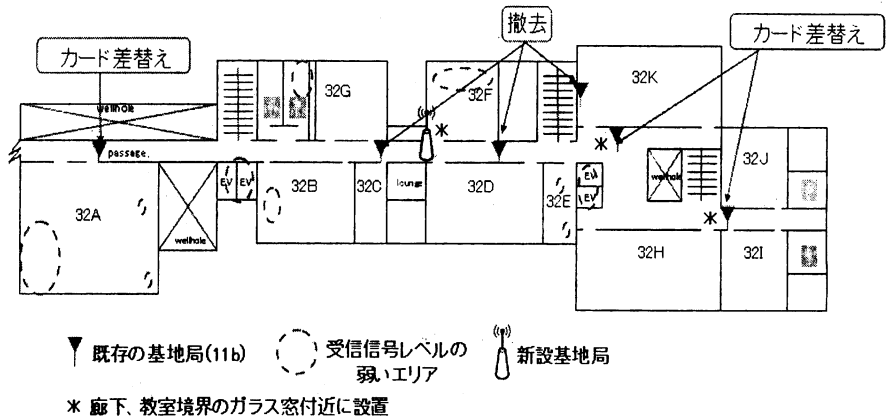 撤去
カード差替え
カード差替え
32G
32F
32K
wellhole
passage.
32J
EV
EV
32B
32C
lounge
32D
32E
EV
EV
wellhole
32A
wellhole
32H
32I
既存の基地局(11b)
受信信号レベルの
弱いエリア
新設基地局
* 廊下、教室境界のガラス窓付近に設置